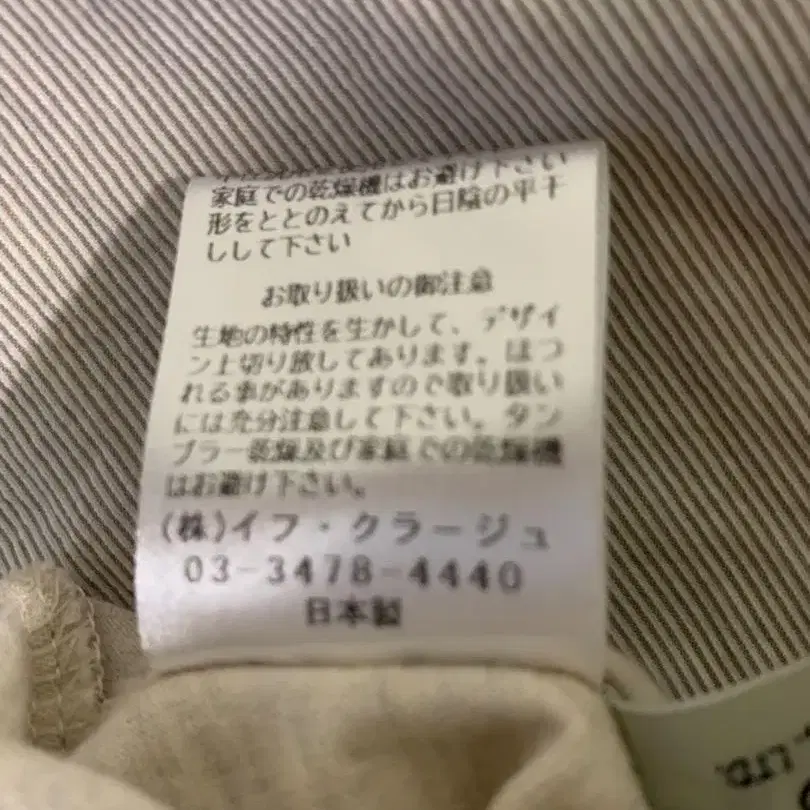 家庭での乾燥機はお避け下さい
形をととのえてから日陰の平干
ししして下さい
お取り扱いの御注意
生地の特性を生かして、デザイ
ン上切り放してあります。ほつ
れる事がありますので取り扱い
には充分注意して下さい。タン
ブラー乾燥及び家庭での乾燥機
はお避け下さい。
(株)イフ・クラージュ
03-3478-4440
日本製
LTD.